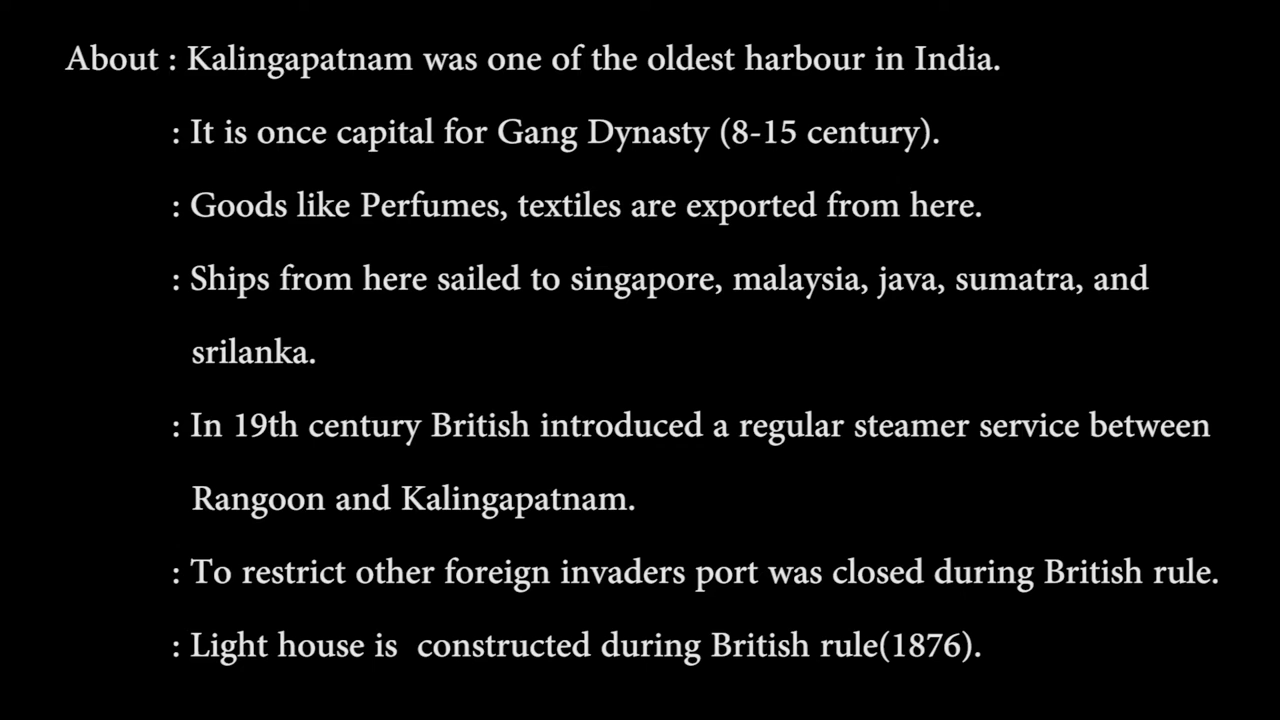 About : Kalingapatnam was one of the oldest harbour in India.
: It is once capital for Gang Dynasty (8-15 century).
: Goods like Perfumes, textiles are exported from here.
: Ships from here sailed to singapore, malaysia, java, sumatra, and
srilanka.
: In 19th century British introduced a regular steamer service between
Rangoon and Kalingapatnam.
: To restrict other foreign invaders port was closed during British rule.
: Light house is  constructed during British rule(1876).